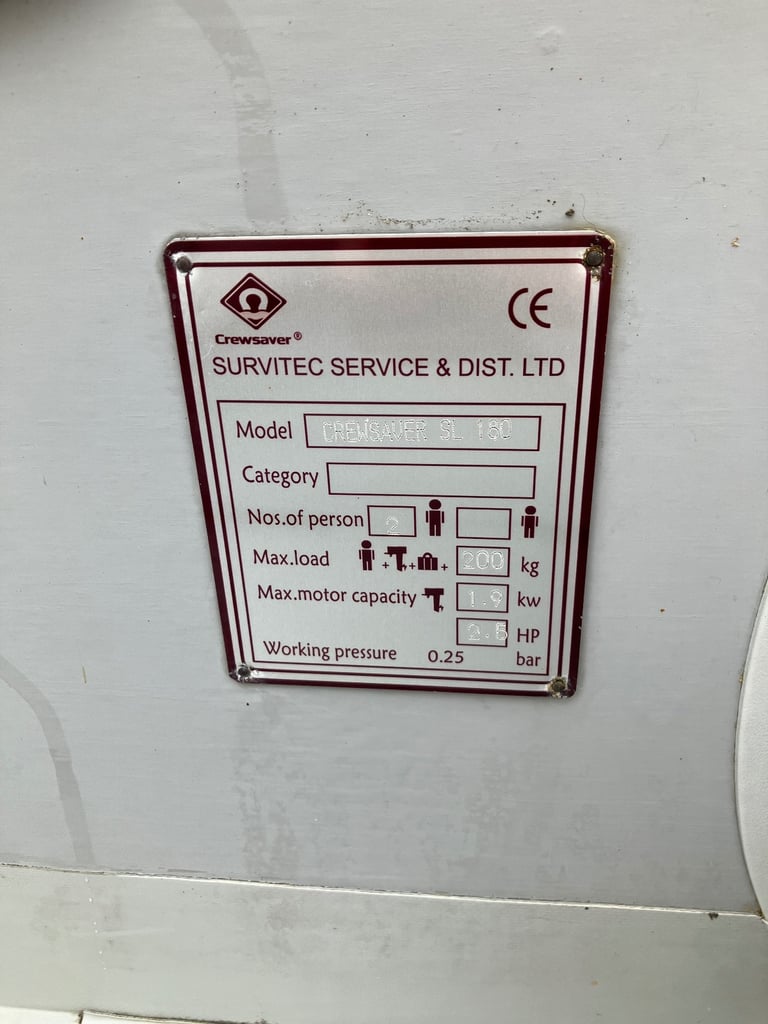 CE
Crewsaver®
SURVITEC SERVICE & DIST. LTD
Model CREWSAVER SL 180
Category
Nos.of person 2
Max.load + + + 200 kg
Max.motor capacity 1.9 kw
2.5 HP
Working pressure 0.25 bar